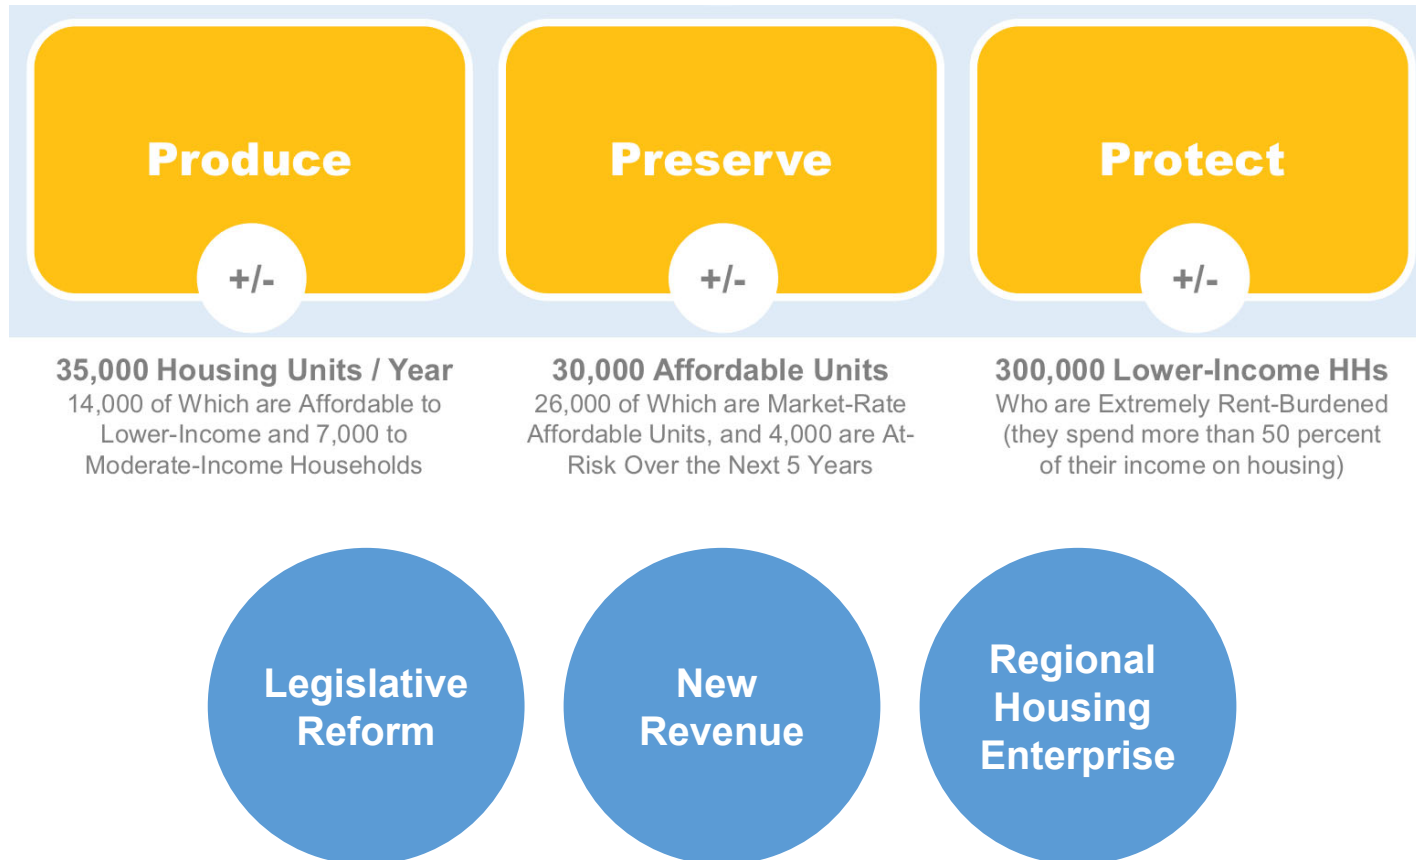 Produce
+/-
35,000 Housing Units / Year
14,000 of Which are Affordable to
Lower-Income and 7,000 to
Moderate-Income Households
Preserve
+/-
30,000 Affordable Units
26,000 of Which are Market-Rate
Affordable Units, and 4,000 are At-
Risk Over the Next 5 Years
Protect
+/-
300,000 Lower-Income HHs
Who are Extremely Rent-Burdened
(they spend more than 50 percent
of their income on housing)
Legislative
Reform
New
Revenue
Regional
Housing
Enterprise